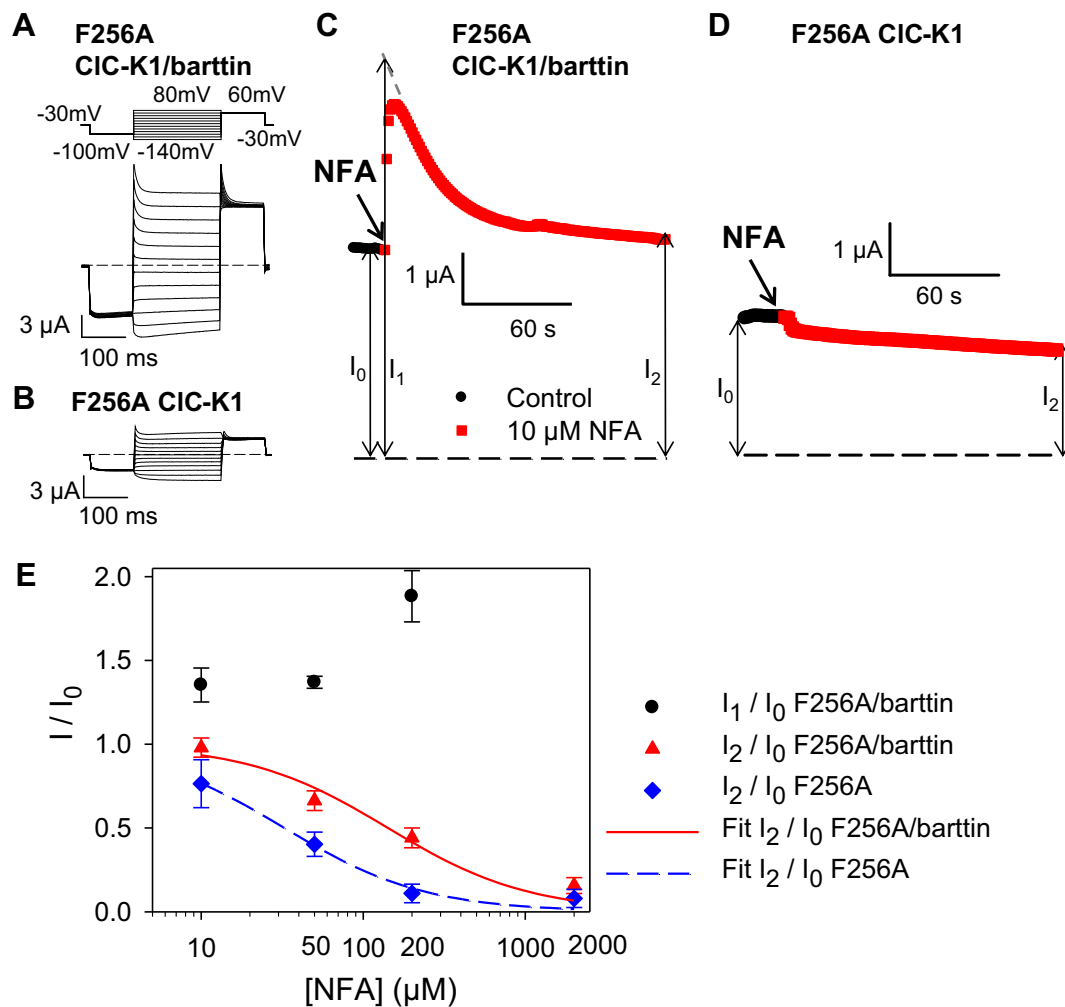 A
F256A
ClC-K1/barttin
80mV 60mV
-30mV
-30mV
-100mV -140mV
3 µA
100 ms
B
F256A ClC-K1
3 µA
100 ms
C
F256A
ClC-K1/barttin
NFA
1 µA
60 s
I0
I1
I2
Control
10 µM NFA
D
F256A ClC-K1
NFA
1 µA
60 s
I0
I2
E
2.0
1.5
1.0
0.5
0.0
I / I0
10 50 100 200 1000 2000
[NFA] (µM)
I1 / I0 F256A/barttin
I2 / I0 F256A/barttin
I2 / I0 F256A
Fit I2 / I0 F256A/barttin
Fit I2 / I0 F256A